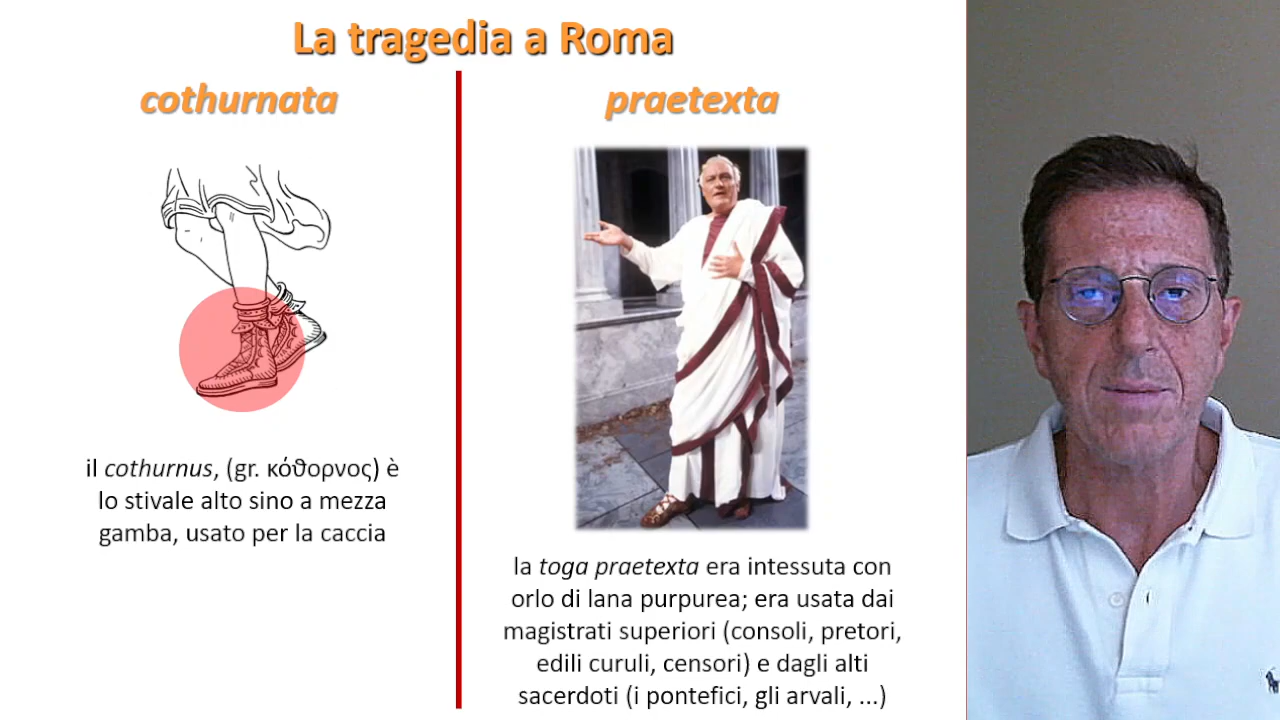 La tragedia a Roma
cothurnata
il cothurnus, (gr. κόθορνος) è
lo stivale alto sino a mezza
gamba, usato per la caccia
praetexta
la toga praetexta era intessuta con
orlo di lana purpurea; era usata dai
magistrati superiori (consoli, pretori,
edili curuli, censori) e dagli alti
sacerdoti (i pontefici, gli arvali, ...)